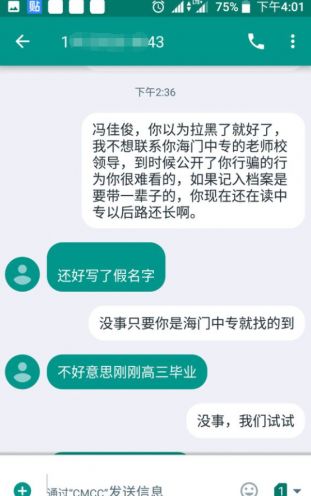 贴 75% 下午4:01
1 43
下午2:36
冯佳俊，你以为拉黑了就好了，
我不想联系你海门中专的老师校
领导，到时候公开了你行骗的行
为你很难看的，如果记入档案是
要带一辈子的，你现在还在读中
专以后路还长啊。
还好写了假名字
没事只要你是海门中专就找的到
不好意思刚刚高三毕业
没事，我们试试
通过"CMCC"发送信息
1